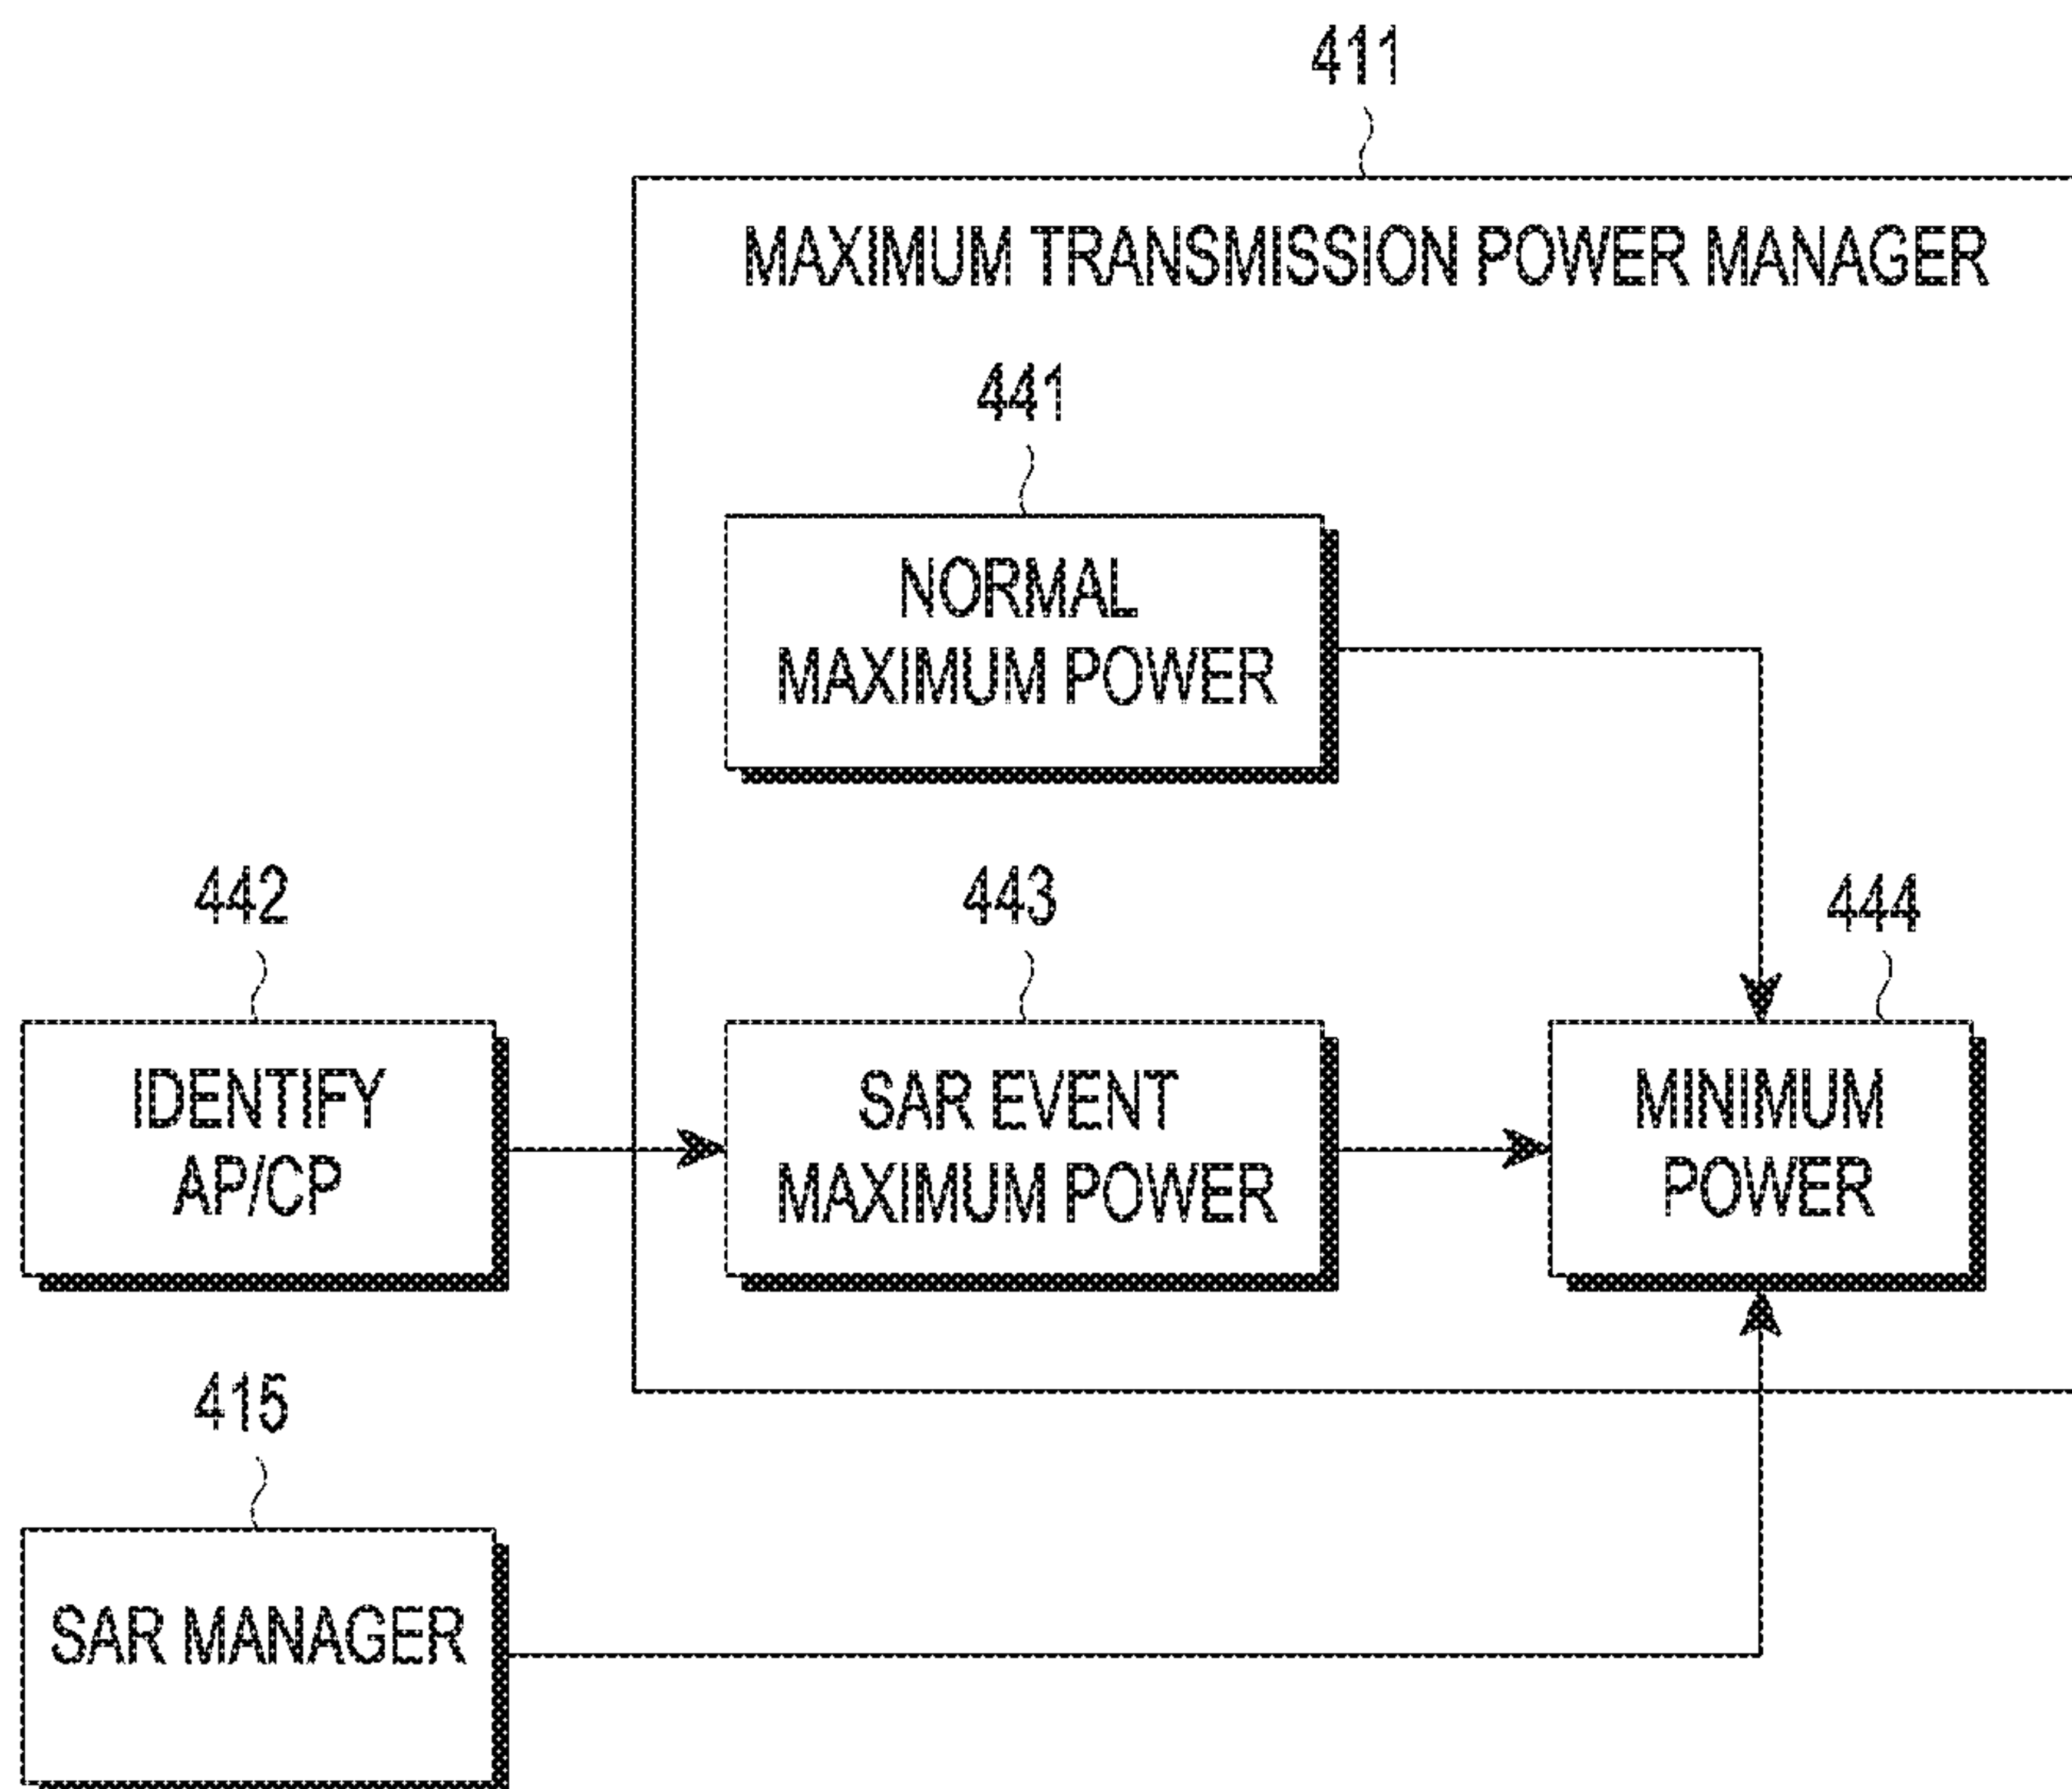 411
MAXIMUM TRANSMISSION POWER MANAGER
441
NORMAL
MAXIMUM POWER
442
443
444
IDENTIFY
AP/CP
SAR EVENT
MAXIMUM POWER
MINIMUM
POWER
415
SAR MANAGER